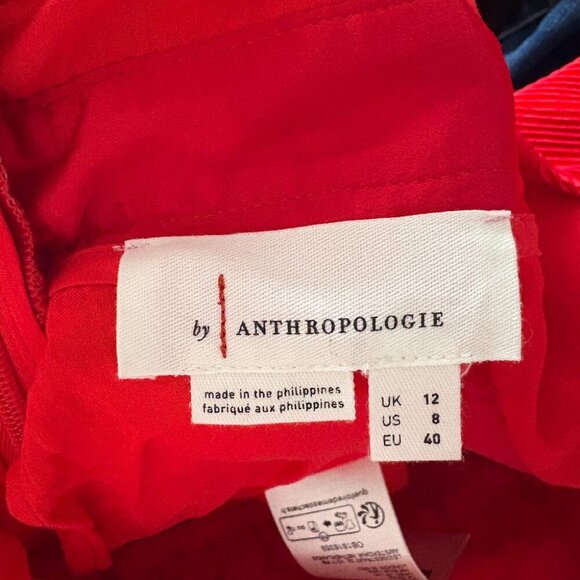 by ANTHROPOLOGIE
made in the philippines
fabriqué aux philippines
UK 12
US 8
EU 40